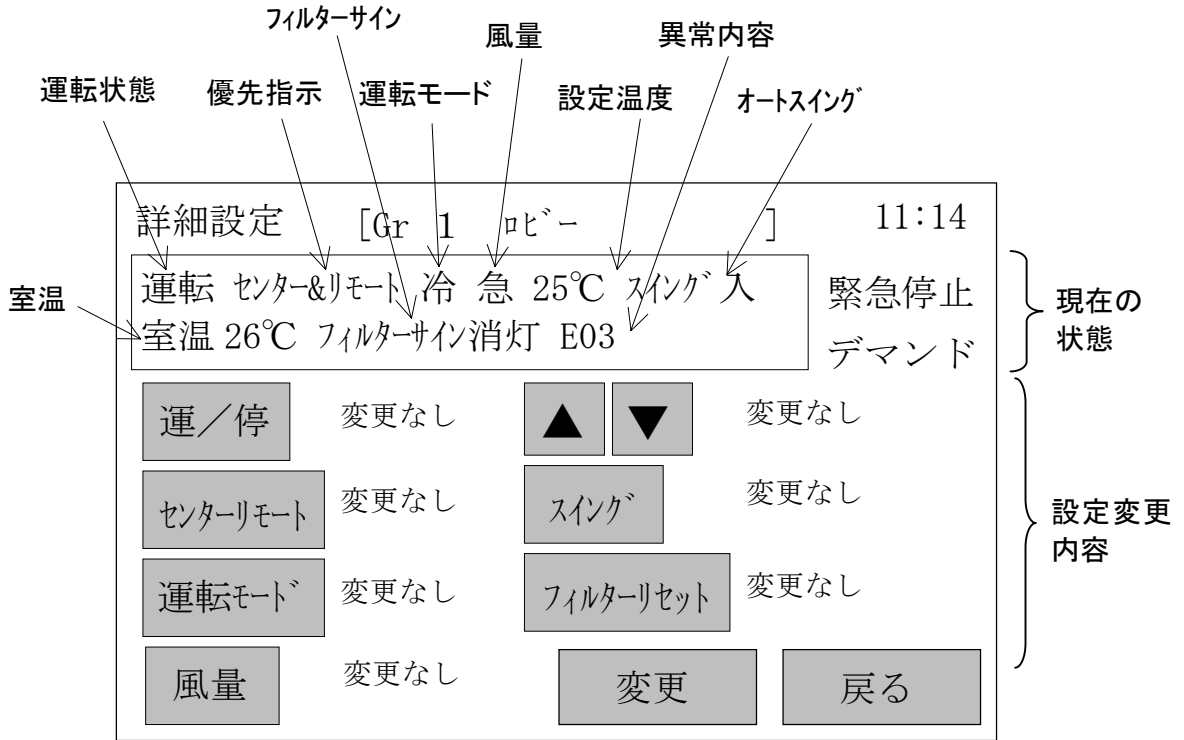 フィルターサイン
風量
異常内容
運転状態
優先指示
運転モード
設定温度
オートスイング
詳細設定 [Gr 1 ロビー ] 11:14
運転 センター&リモート 冷 急 25℃ スイング 入
室温 26℃ フィルターサイン消灯 E03
緊急停止
デマンド
室温
現在の
状態
運/停 変更なし ▲ ▼ 変更なし
センターリモート 変更なし スイング 変更なし
運転モード 変更なし フィルターリセット 変更なし
風量 変更なし 変更 戻る
設定変更
内容